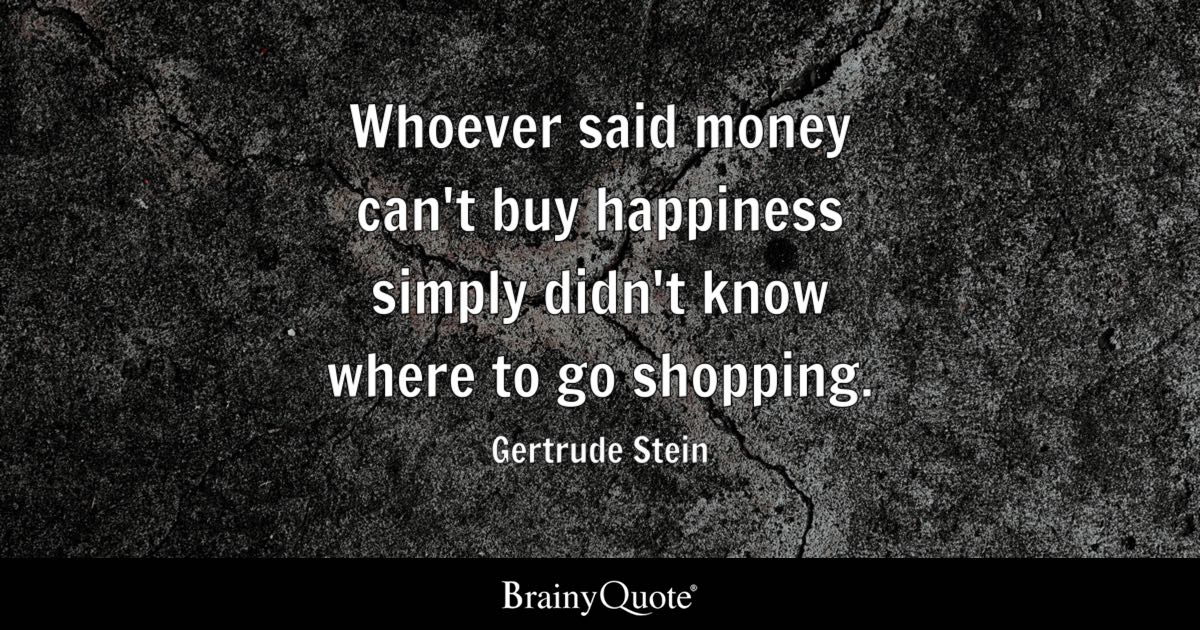 Whoever said money
can't buy happiness
simply didn't know
where to go shopping.
Gertrude Stein
BrainyQuote®